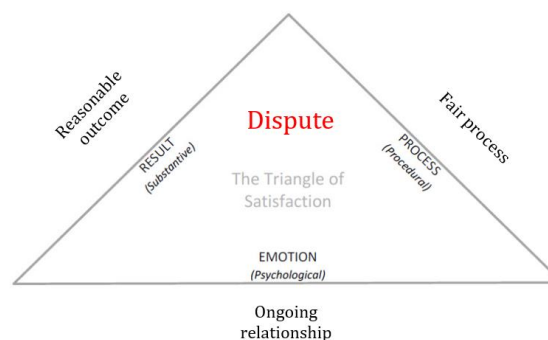 Reasonable
outcome
RESULT
(Substantive)
Dispute
The Triangle of
Satisfaction
PROCESS
(Procedural)
Fair process
EMOTION
(Psychological)
Ongoing
relationship